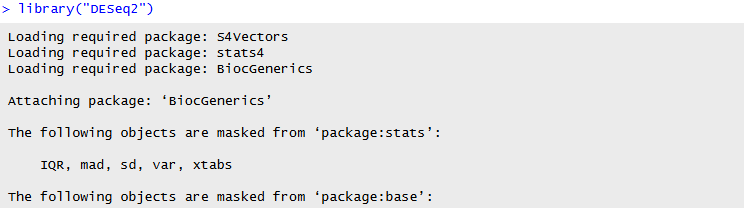 > library("DESeq2")
Loading required package: S4Vectors
Loading required package: stats4
Loading required package: BiocGenerics
Attaching package: ‘BiocGenerics’
The following objects are masked from ‘package:stats’:
IQR, mad, sd, var, xtabs
The following objects are masked from ‘package:base’: